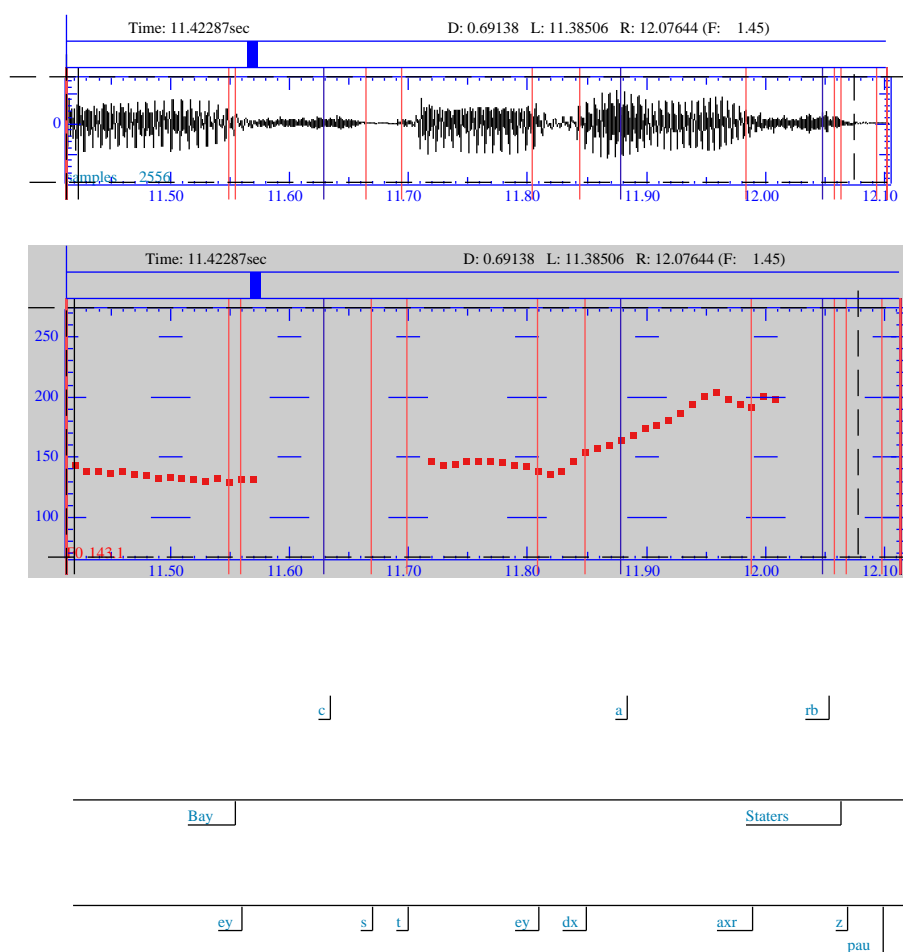 Time: 11.42287sec D: 0.69138 L: 11.38506 R: 12.07644 (F: 1.45)
0
Samples 2556
11.50 11.60 11.70 11.80 11.90 12.00 12.10
Time: 11.42287sec D: 0.69138 L: 11.38506 R: 12.07644 (F: 1.45)
250
200
150
100
F0 143.1
11.50 11.60 11.70 11.80 11.90 12.00 12.10
c a rb
Bay Staters
ey s t ey dx axr z
pau